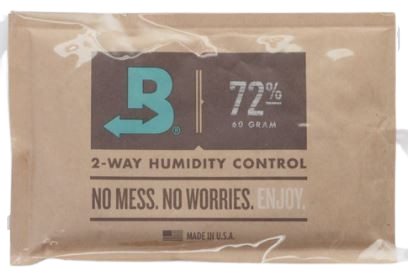 B®
72%
60 GRAM
2-WAY HUMIDITY CONTROL
NO MESS. NO WORRIES. ENJOY.
MADE IN U.S.A.